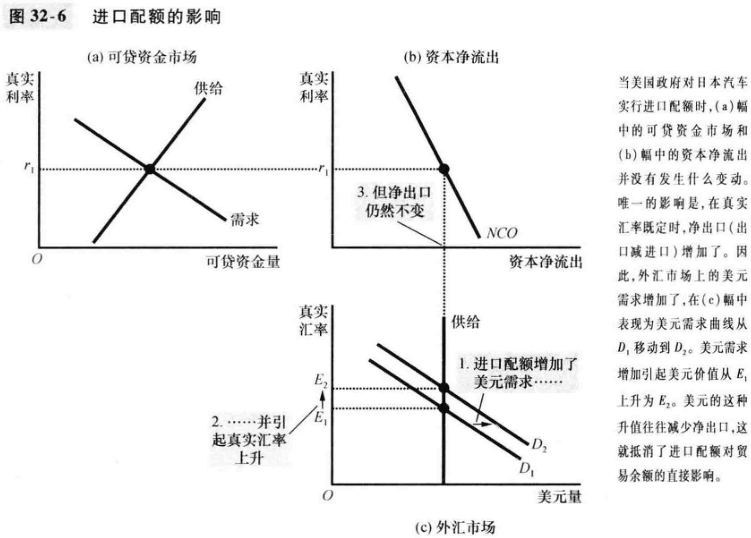 图 32-6 进口配额的影响
(a) 可贷资金市场
真实
利率
供给
r₁
需求
O
可贷资金量
(b) 资本净流出
真实
利率
r₁
3. 但净出口
仍然不变
NCO
资本净流出
真实
汇率
供给
1. 进口配额增加了
美元需求……
E₂
E₁
2. ……并引
起真实汇率
上升
D₂
D₁
O
美元量
(c) 外汇市场
当美国政府对日本汽车
实行进口配额时,(a)幅
中的可贷资金市场和
(b)幅中的资本净流出
并没有发生什么变动。
唯一的影响是,在真实
汇率既定时,净出口(出
口减进口)增加了。因
此,外汇市场上的美元
需求增加了,在(c)幅中
表现为美元需求曲线从
D₁移动到D₂。美元需求
增加引起美元价值从E₁
上升为E₂。美元的这种
升值往往减少净出口,这
就抵消了进口配额对贸
易余额的直接影响。